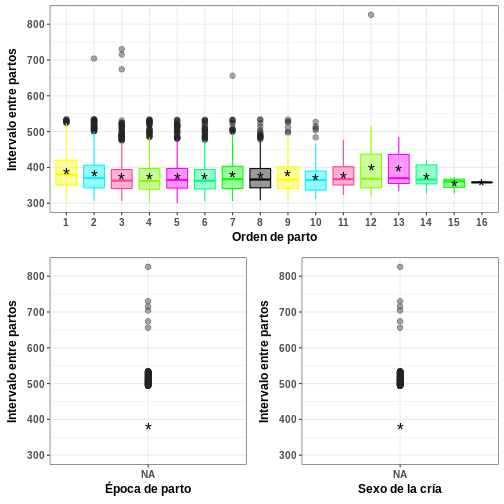 Intervalo entre partos
800
700
600
500
400
300
1 2 3 4 5 6 7 8 9 10 11 12 13 14 15 16
Orden de parto
Intervalo entre partos
800
700
600
500
400
300
NA
Época de parto
Intervalo entre partos
800
700
600
500
400
300
NA
Sexo de la cría